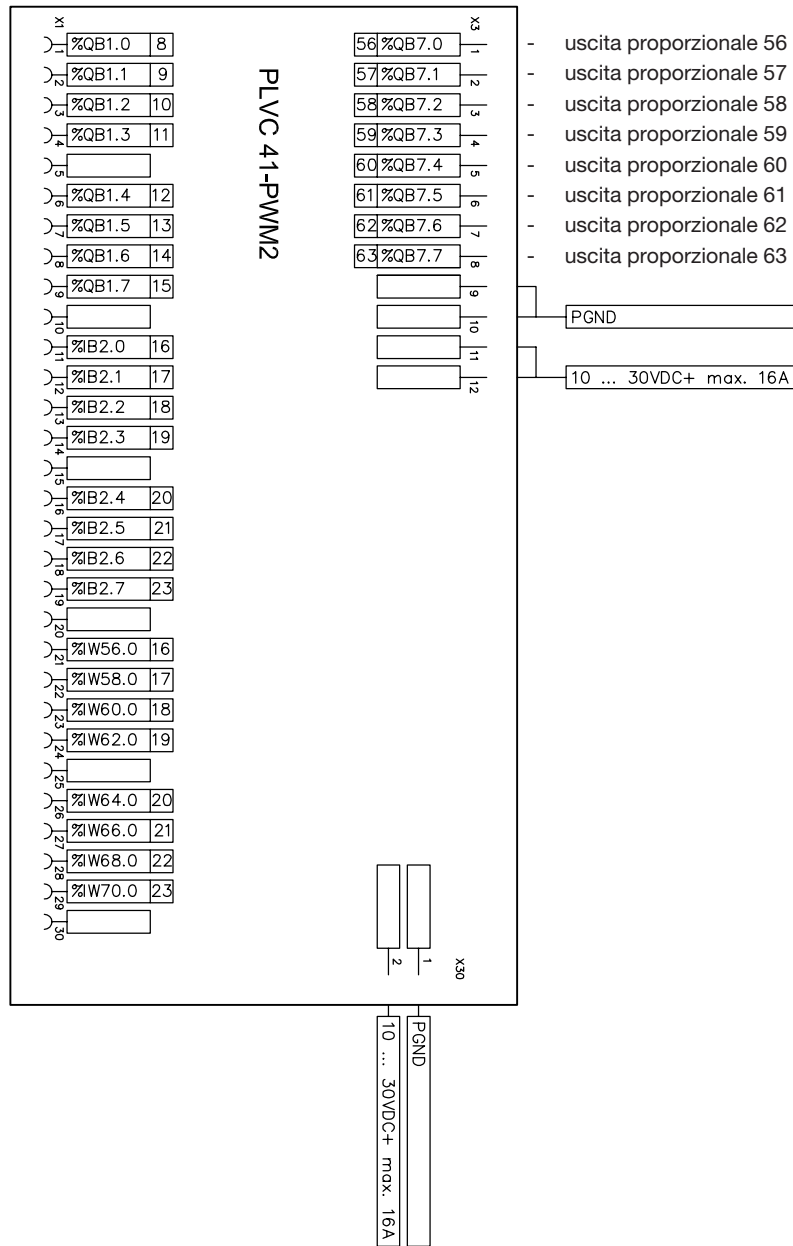 X1
1 %QB1.0 8
2 %QB1.1 9
3 %QB1.2 10
4 %QB1.3 11
5
6 %QB1.4 12
7 %QB1.5 13
8 %QB1.6 14
9 %QB1.7 15
10
11 %IB2.0 16
12 %IB2.1 17
13 %IB2.2 18
14 %IB2.3 19
15
16 %IB2.4 20
17 %IB2.5 21
18 %IB2.6 22
19 %IB2.7 23
20
21 %IW56.0 16
22 %IW58.0 17
23 %IW60.0 18
24 %IW62.0 19
25
26 %IW64.0 20
27 %IW66.0 21
28 %IW68.0 22
29 %IW70.0 23
30
PLVC 41-PWM2
X3
56 %QB7.0 1 - uscita proporzionale 56
57 %QB7.1 2 - uscita proporzionale 57
58 %QB7.2 3 - uscita proporzionale 58
59 %QB7.3 4 - uscita proporzionale 59
60 %QB7.4 5 - uscita proporzionale 60
61 %QB7.5 6 - uscita proporzionale 61
62 %QB7.6 7 - uscita proporzionale 62
63 %QB7.7 8 - uscita proporzionale 63
9
10 PGND
11
12 10 ... 30VDC+ max. 16A
X30
1 PGND
2 10 ... 30VDC+ max. 16A